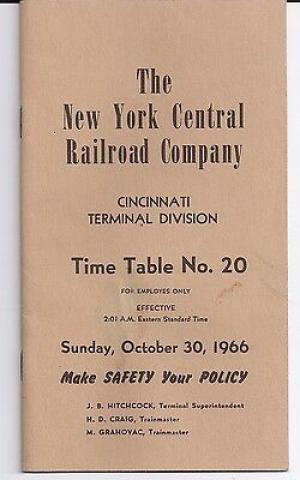 The
New York Central
Railroad Company
CINCINNATI
TERMINAL DIVISION
Time Table No. 20
FOR EMPLOYES ONLY
EFFECTIVE
2:01 A.M. Eastern Standard Time
Sunday, October 30, 1966
Make SAFETY Your POLICY
J. B. HITCHCOCK, Terminal Superintendent
H. D. CRAIG, Trainmaster
M. GRAHOVAC, Trainmaster